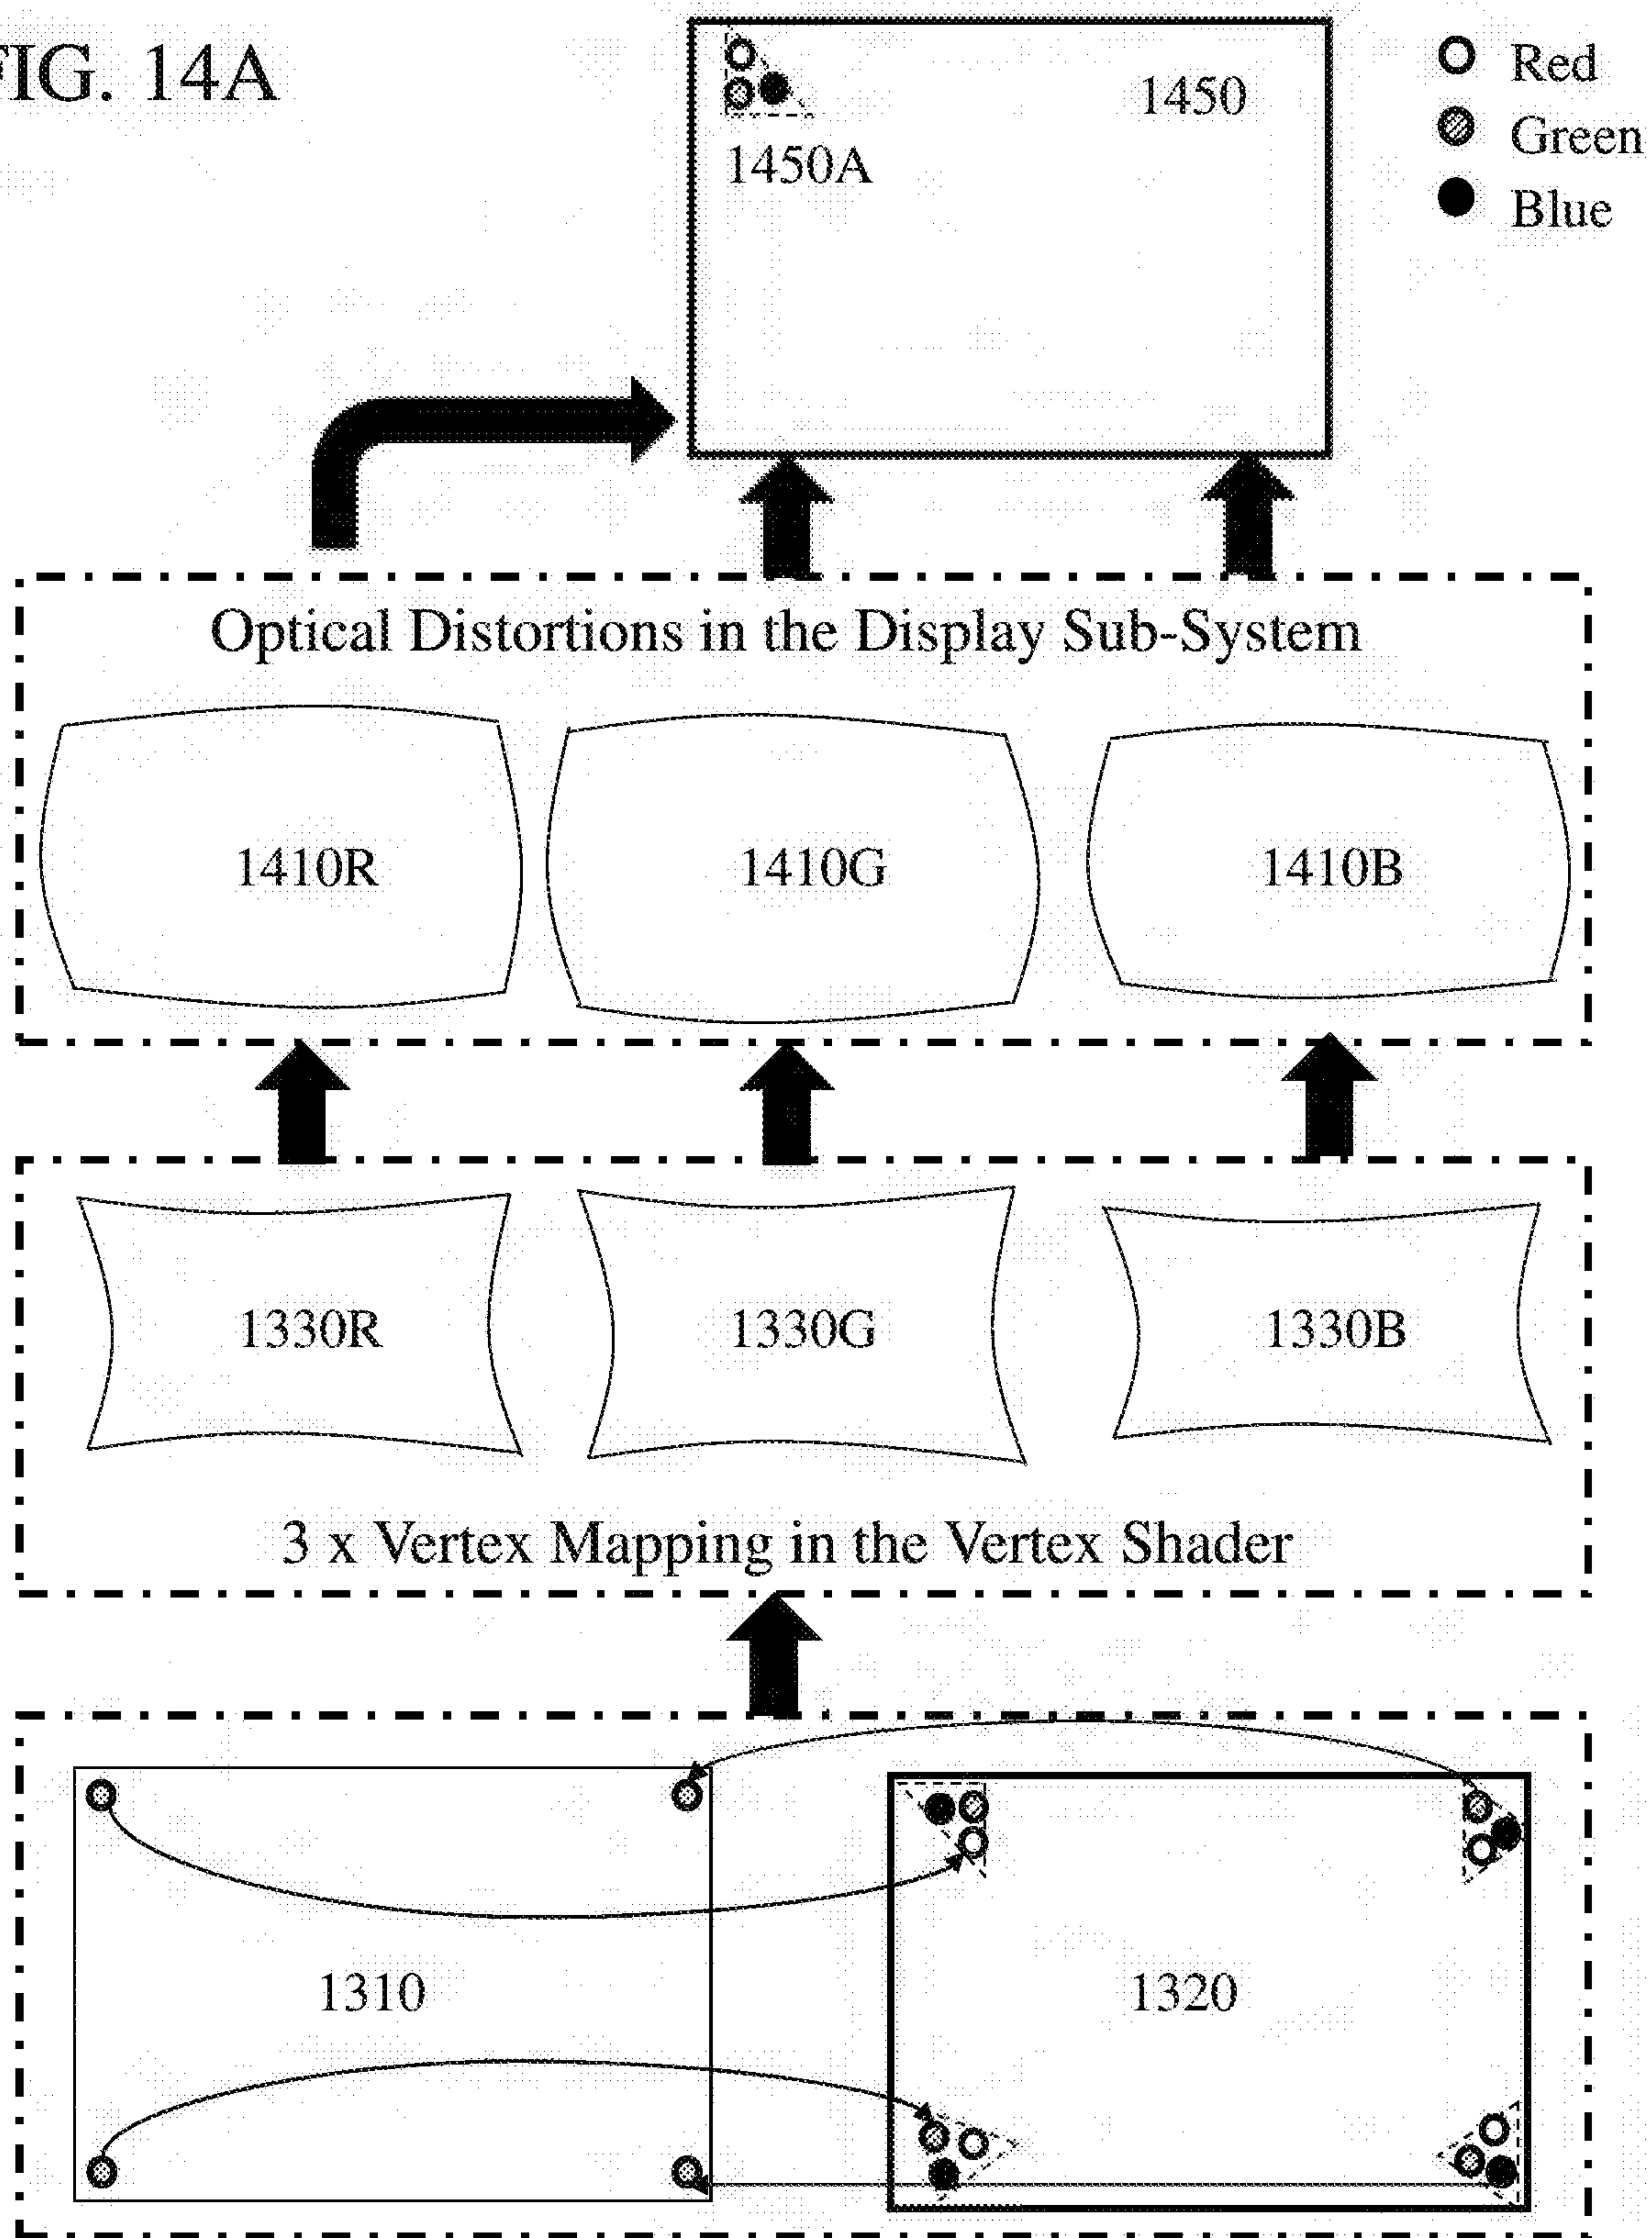 FIG. 14A
Red
Green
Blue
1450
1450A
Optical Distortions in the Display Sub-System
1410R
1410G
1410B
1330R
1330G
1330B
3 x Vertex Mapping in the Vertex Shader
1310
1320